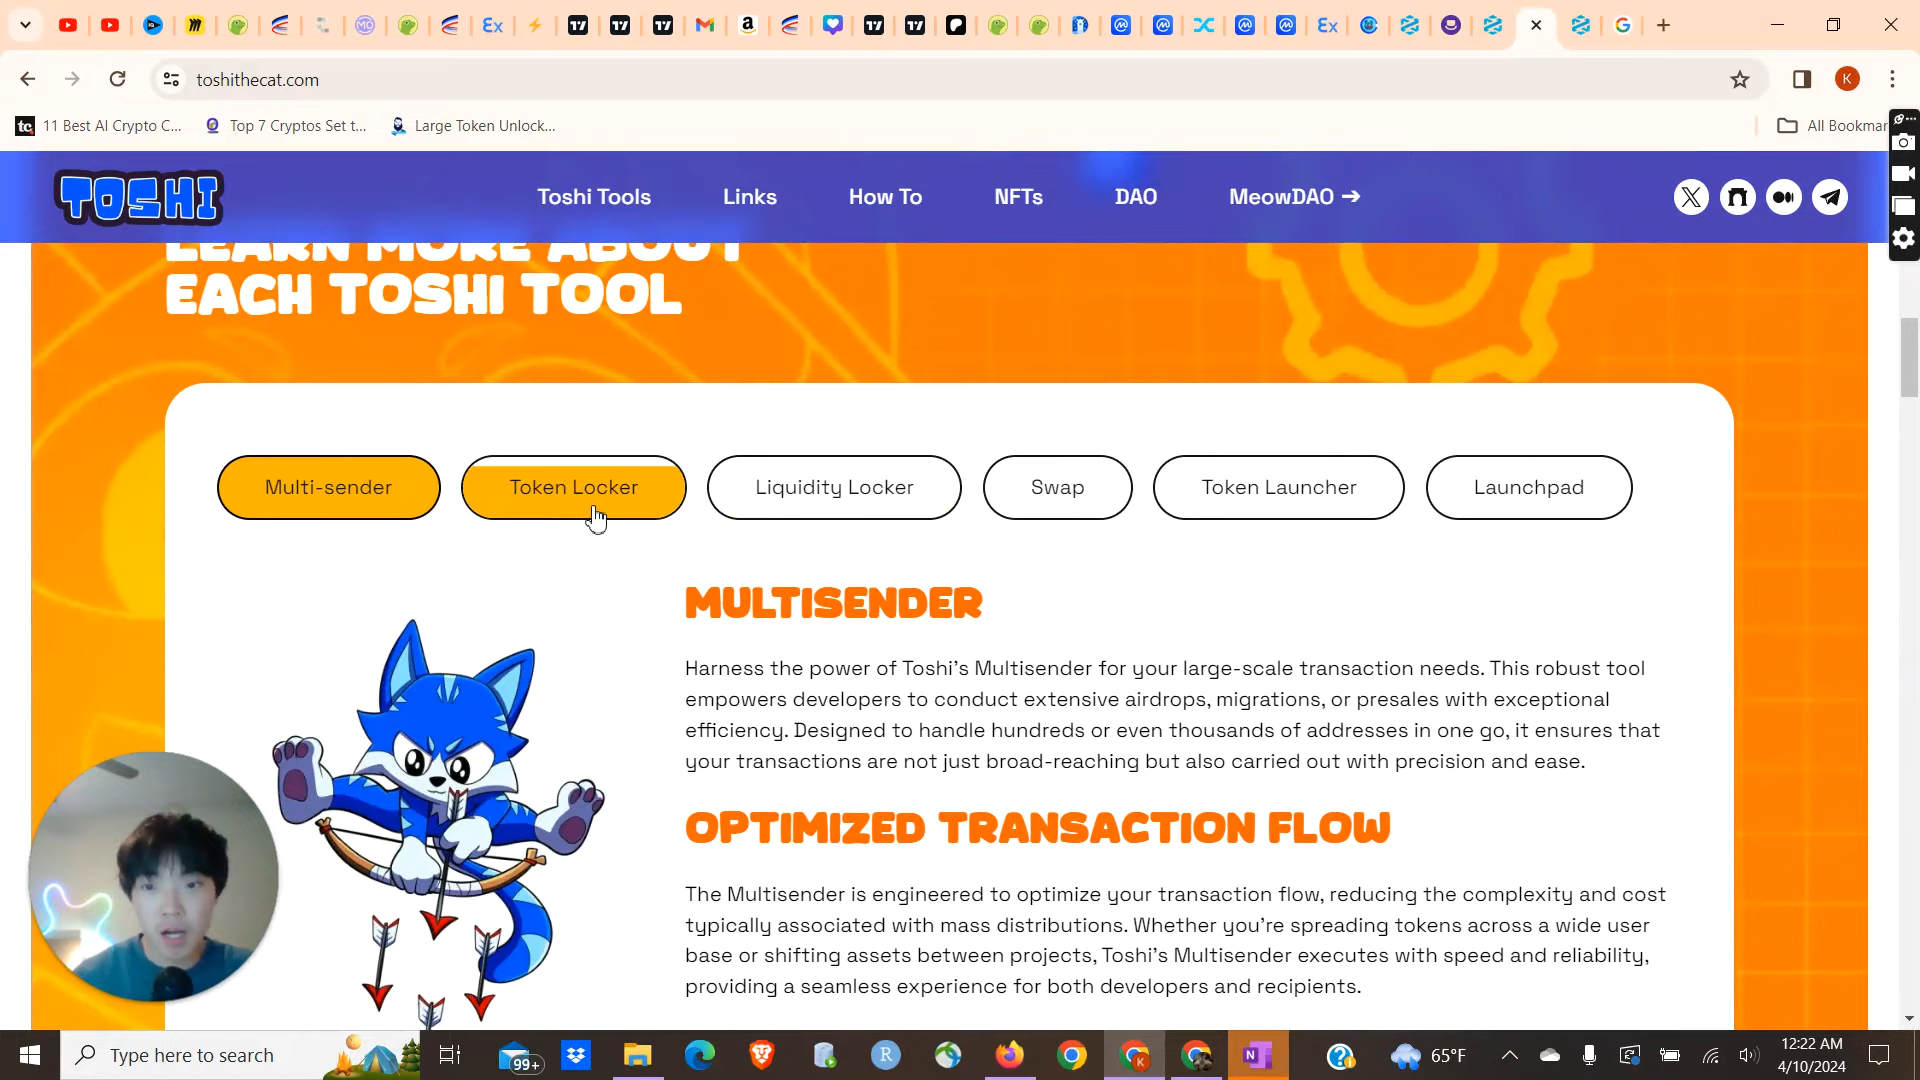 toshithecat.com
tc 11 Best AI Crypto C... Top 7 Cryptos Set t... Large Token Unlock... All Bookmar
TOSHI Toshi Tools Links How To NFTs DAO MeowDAO ➔
LEARN MORE ABOUT
EACH TOSHI TOOL
Multi-sender Token Locker Liquidity Locker Swap Token Launcher Launchpad
MULTISENDER
Harness the power of Toshi's Multisender for your large-scale transaction needs. This robust tool
empowers developers to conduct extensive airdrops, migrations, or presales with exceptional
efficiency. Designed to handle hundreds or even thousands of addresses in one go, it ensures that
your transactions are not just broad-reaching but also carried out with precision and ease.
OPTIMIZED TRANSACTION FLOW
The Multisender is engineered to optimize your transaction flow, reducing the complexity and cost
typically associated with mass distributions. Whether you're spreading tokens across a wide user
base or shifting assets between projects, Toshi's Multisender executes with speed and reliability,
providing a seamless experience for both developers and recipients.
Type here to search 99+ 65°F 12:22 AM
4/10/2024